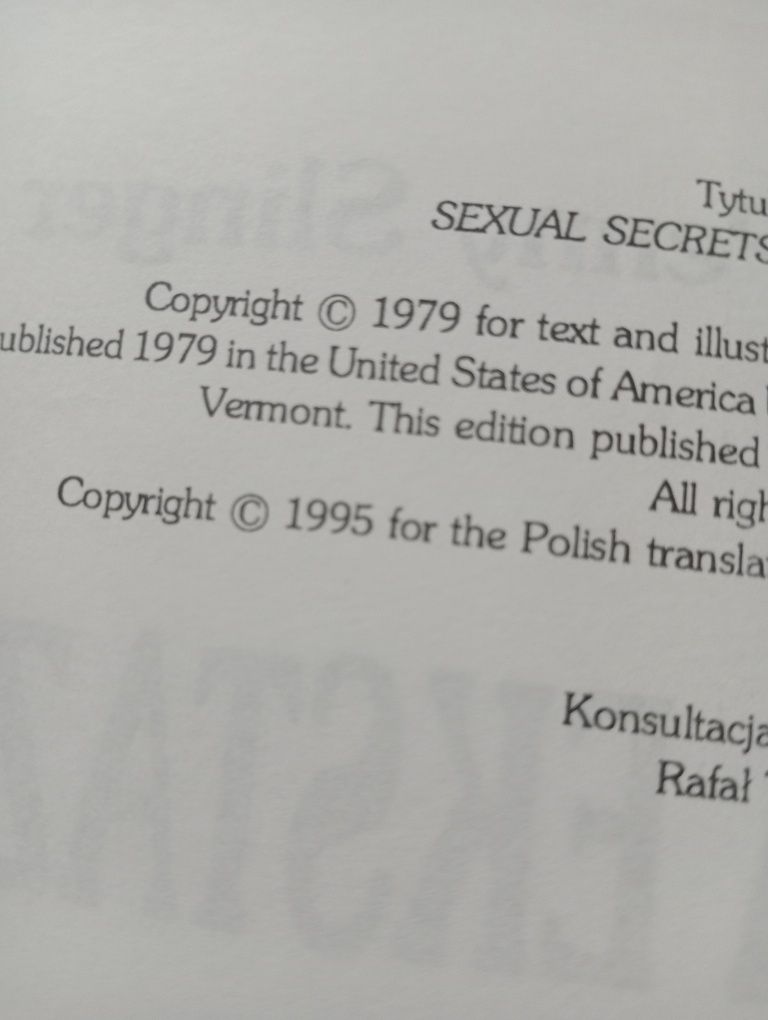 Tytu
SEXUAL SECRETS
Copyright © 1979 for text and illust
ublished 1979 in the United States of America
Vermont. This edition published
All righ
Copyright © 1995 for the Polish transla
Konsultacja
Rafał